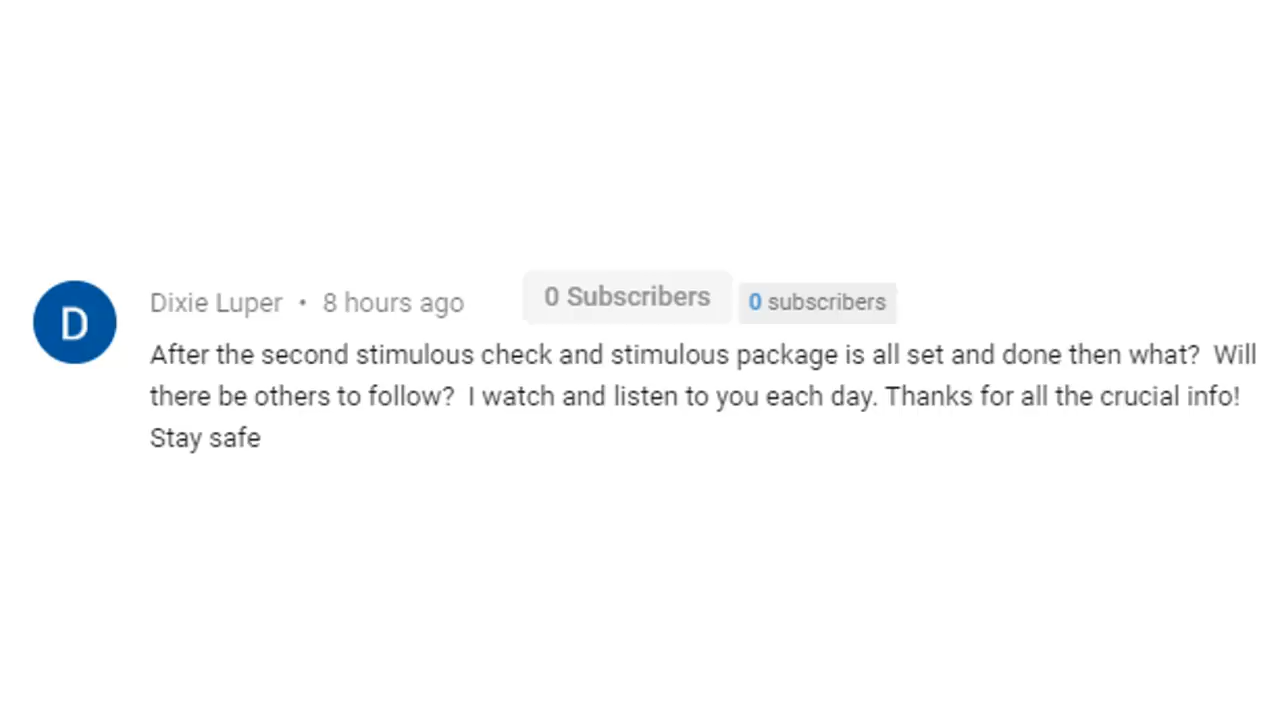 D
Dixie Luper • 8 hours ago 0 Subscribers 0 subscribers
After the second stimulous check and stimulous package is all set and done then what?  Will
there be others to follow?  I watch and listen to you each day. Thanks for all the crucial info!
Stay safe